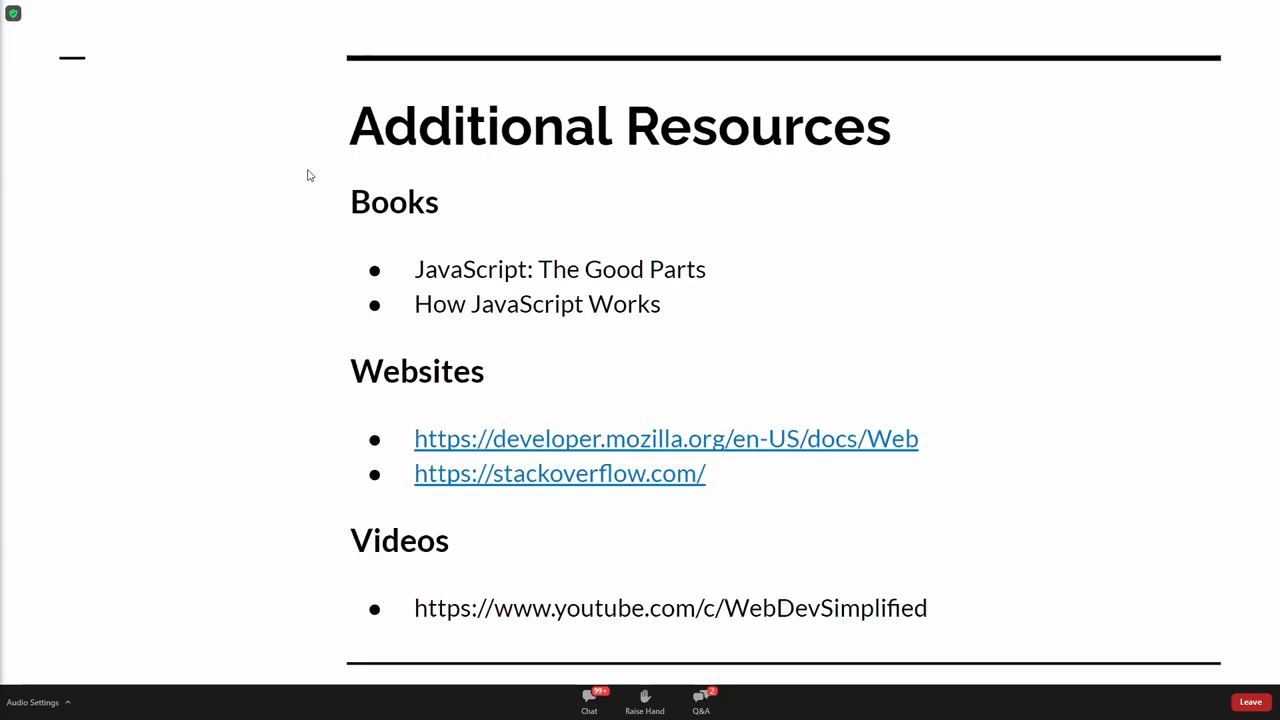 Additional Resources
Books
● JavaScript: The Good Parts
● How JavaScript Works
Websites
● https://developer.mozilla.org/en-US/docs/Web
● https://stackoverflow.com/
Videos
● https://www.youtube.com/c/WebDevSimplified
Audio Settings
99+
Chat
Raise Hand
2
Q&A
Leave